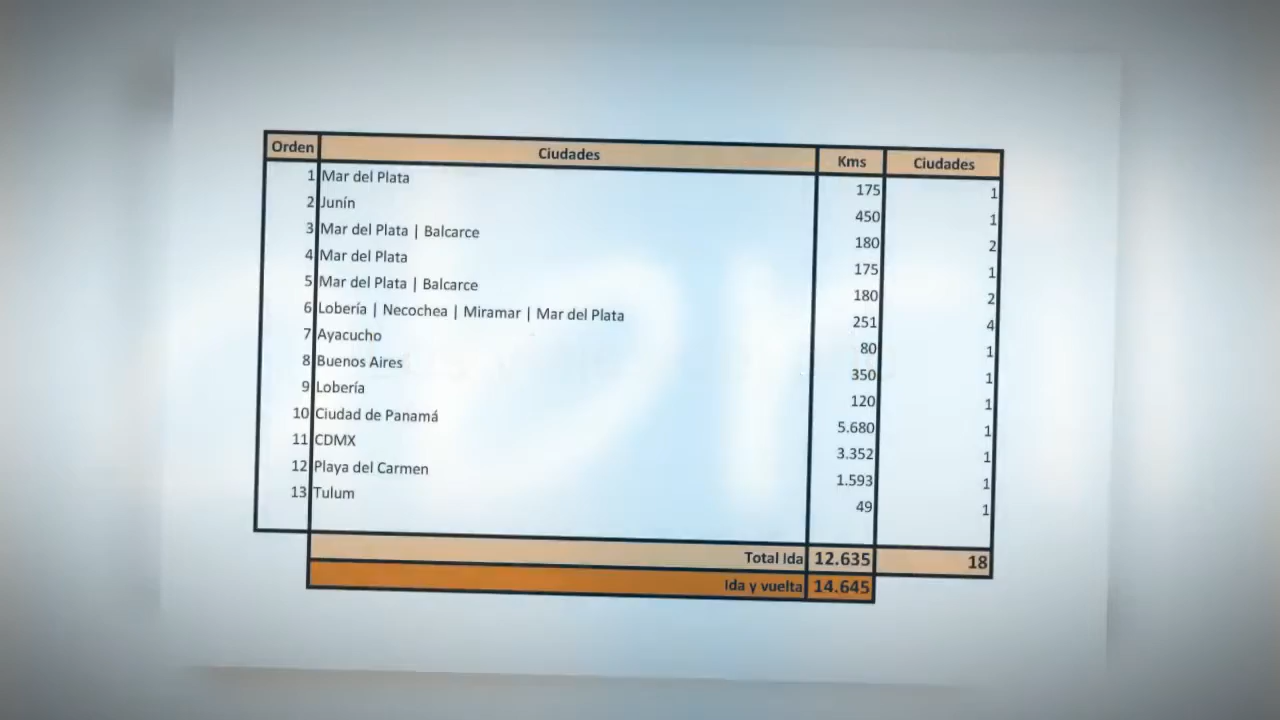 Orden Ciudades Kms Ciudades
1 Mar del Plata 175 1
2 Junín 450 1
3 Mar del Plata | Balcarce 180 2
4 Mar del Plata 175 1
5 Mar del Plata | Balcarce 180 2
6 Lobería | Necochea | Miramar | Mar del Plata 251 4
7 Ayacucho 80 1
8 Buenos Aires 350 1
9 Lobería 120 1
10 Ciudad de Panamá 5.680 1
11 CDMX 3.352 1
12 Playa del Carmen 1.593 1
13 Tulum 49 1
Total Ida 12.635 18
Ida y vuelta 14.645